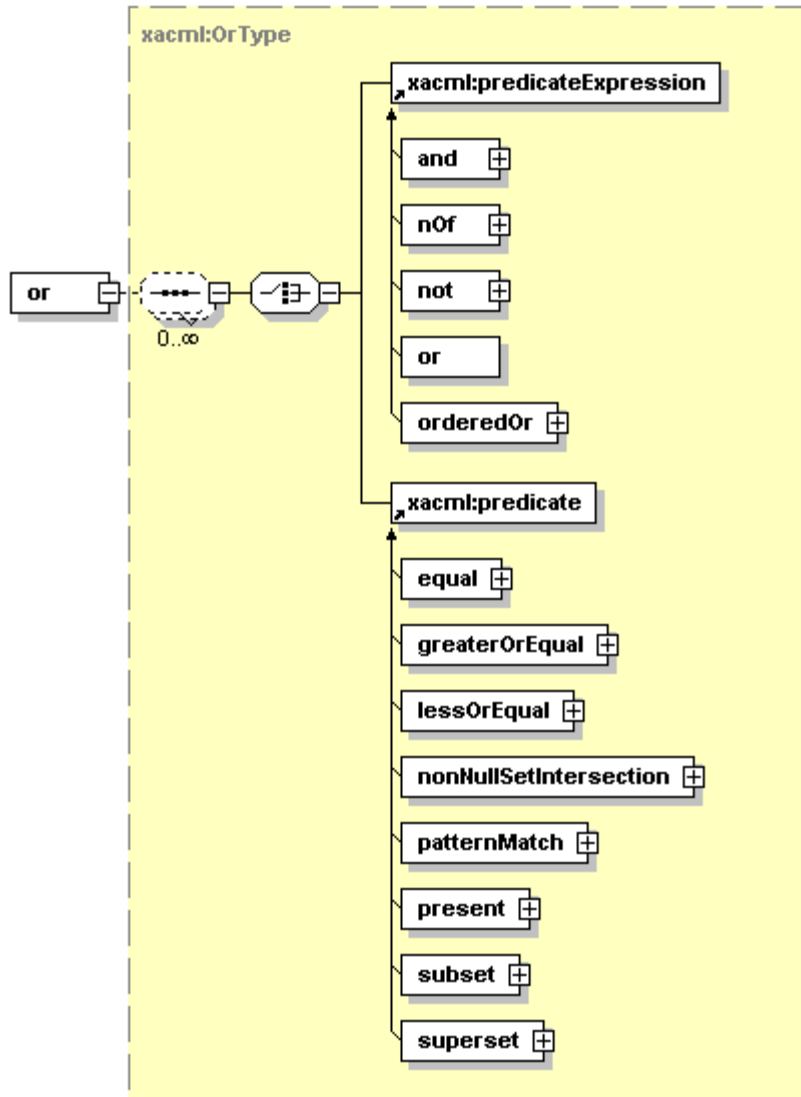 xacml:OrType
xacml:predicateExpression
and
nOf
not
or
or
0..∞
orderedOr
xacml:predicate
equal
greaterOrEqual
lessOrEqual
nonNullSetIntersection
patternMatch
present
subset
superset